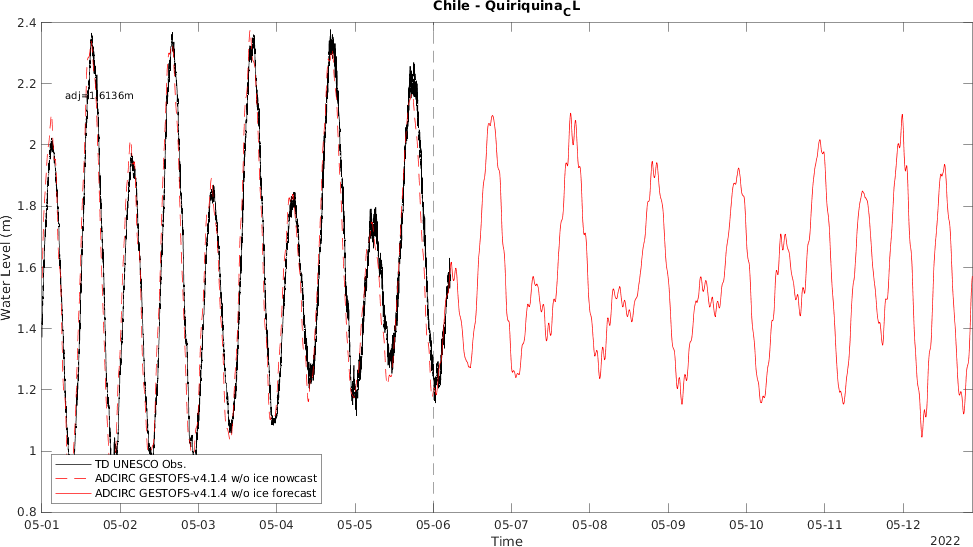 Chile - Quiriquina_CL
2.4
2.2
adj=1.6136m
2
1.8
1.6
1.4
1.2
1
0.8
Water Level (m)
TD UNESCO Obs.
ADCIRC GESTOFS-v4.1.4 w/o ice nowcast
ADCIRC GESTOFS-v4.1.4 w/o ice forecast
05-01 05-02 05-03 05-04 05-05 05-06 05-07 05-08 05-09 05-10 05-11 05-12
Time
2022